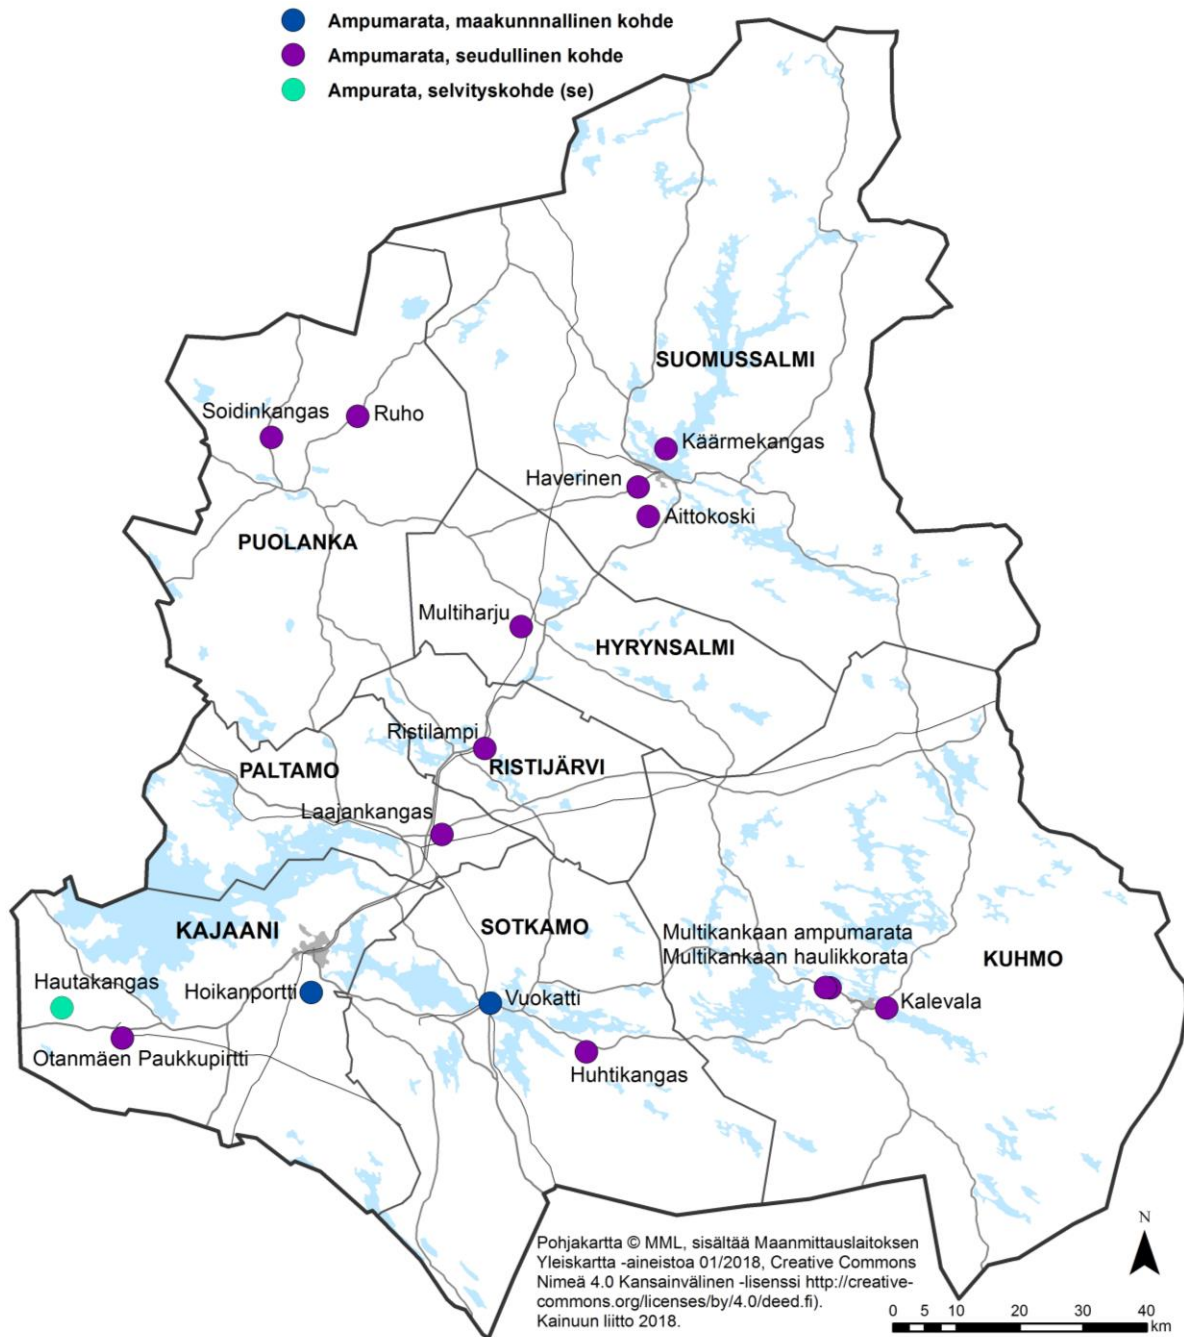 Ampumarata, maakunnnallinen kohde
Ampumarata, seudullinen kohde
Ampurata, selvityskohde (se)
SUOMUSSALMI
Soidinkangas
Ruho
Käärmekangas
Haverinen
Aittokoski
PUOLANKA
Multiharju
HYRYNSALMI
Ristilampi
RISTIJÄRVI
PALTAMO
Laajankangas
KAJAANI
SOTKAMO
Multikankaan ampumarata
Multikankaan haulikkorata
KUHMO
Hautakangas
Hoikanportti
Vuokatti
Kalevala
Otanmäen Paukkupirtti
Huhtikangas
Pohjakartta © MML, sisältää Maanmittauslaitoksen
Yleiskartta -aineistoa 01/2018, Creative Commons
Nimeä 4.0 Kansainvälinen -lisenssi http://creative-
commons.org/licenses/by/4.0/deed.fi).
Kainuun liitto 2018.
N
0 5 10 20 30 40
km